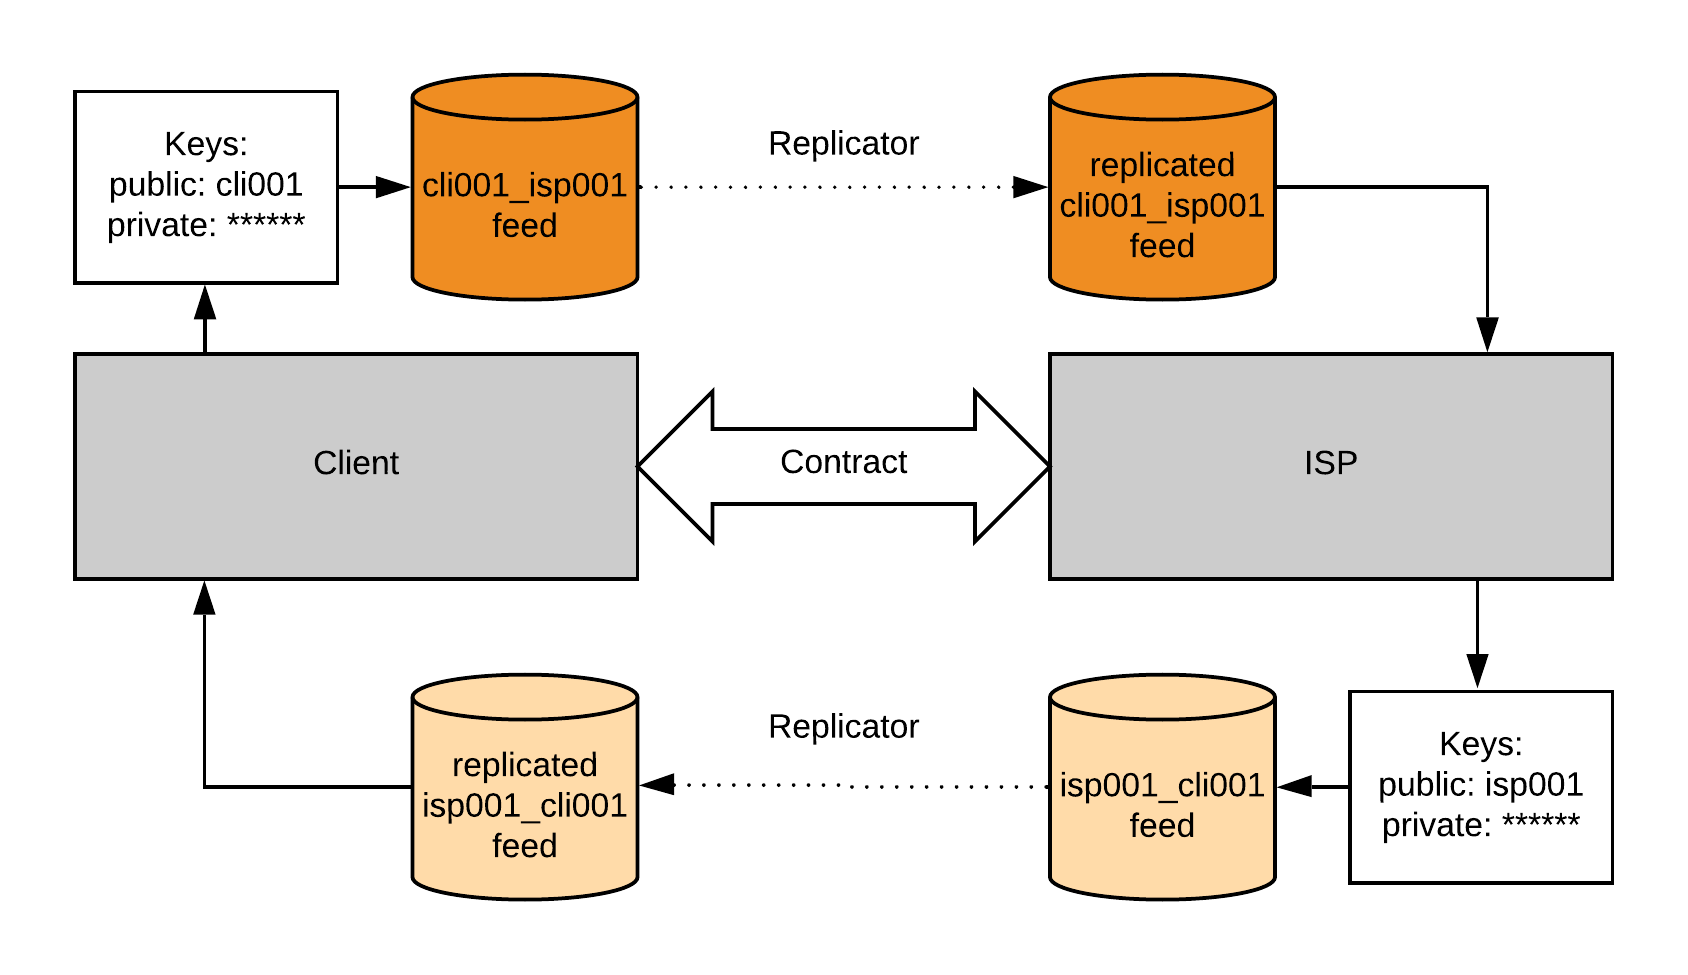 Keys:
public: cli001
private: ******
cli001_isp001
feed
Replicator
replicated
cli001_isp001
feed
Client
Contract
ISP
replicated
isp001_cli001
feed
Replicator
isp001_cli001
feed
Keys:
public: isp001
private: ******